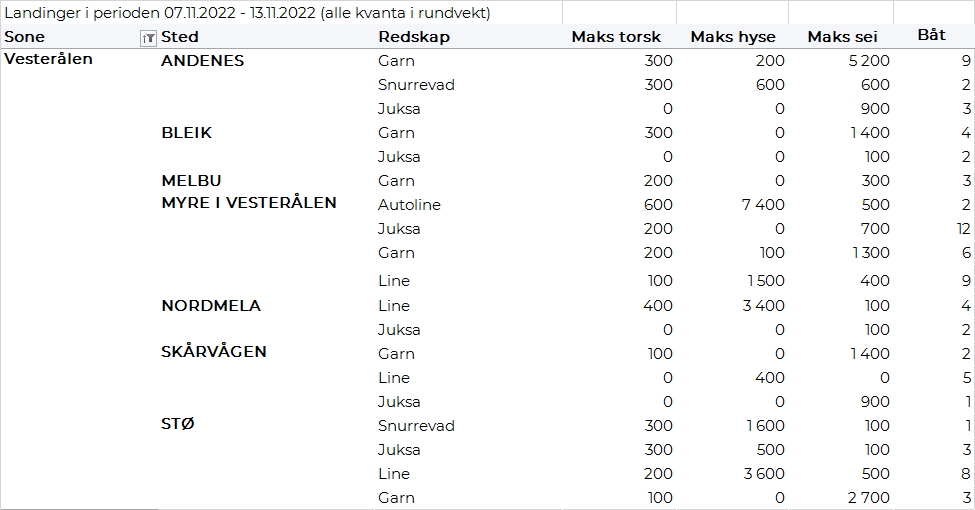 Landinger i perioden 07.11.2022 - 13.11.2022 (alle kvanta i rundvekt)
Sone Sted Redskap Maks torsk Maks hyse Maks sei Båt
Vesterålen ANDENES Garn 300 200 5 200 9
Snurrevad 300 600 600 2
Juksa 0 0 900 3
BLEIK Garn 300 0 1 400 4
Juksa 0 0 100 2
MELBU Garn 200 0 300 3
MYRE I VESTERÅLEN Autoline 600 7 400 500 2
Juksa 200 0 700 12
Garn 200 100 1 300 6
Line 100 1 500 400 9
NORDMELA Line 400 3 400 100 4
Juksa 0 0 100 2
SKÅRVÅGEN Garn 100 0 1 400 2
Line 0 400 0 5
Juksa 0 0 900 1
STØ Snurrevad 300 1 600 100 1
Juksa 300 500 100 3
Line 200 3 600 500 8
Garn 100 0 2 700 3